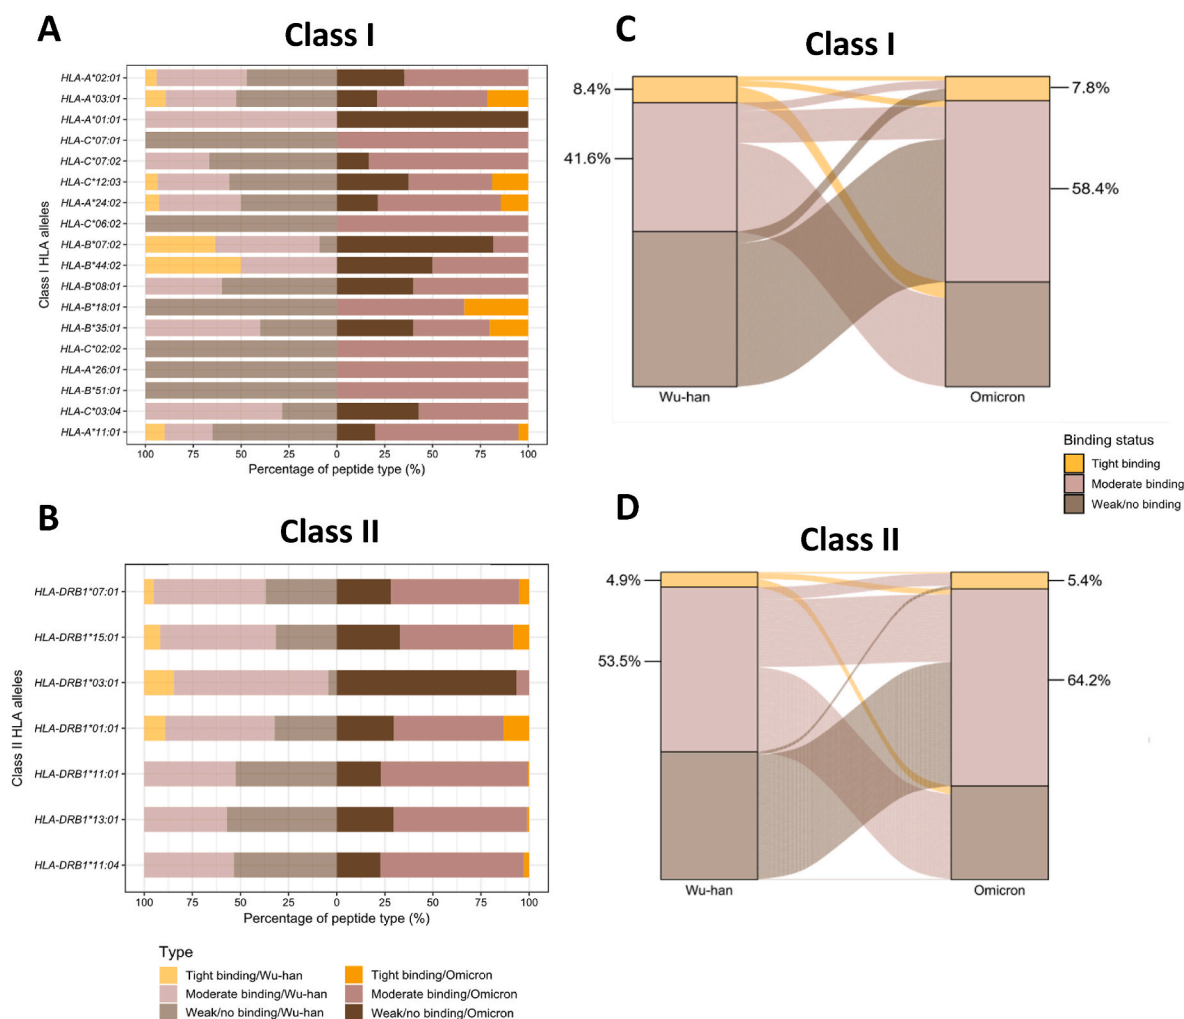 A
Class I
Class I HLA alleles
HLA-A*02:01
HLA-A*03:01
HLA-A*01:01
HLA-C*07:01
HLA-C*07:02
HLA-C*12:03
HLA-A*24:02
HLA-C*06:02
HLA-B*07:02
HLA-B*44:02
HLA-B*08:01
HLA-B*18:01
HLA-B*35:01
HLA-C*02:02
HLA-A*26:01
HLA-B*51:01
HLA-C*03:04
HLA-A*11:01
100 75 50 25 0 25 50 75 100
Percentage of peptide type (%)
B
Class II
Class II HLA alleles
HLA-DRB1*07:01
HLA-DRB1*15:01
HLA-DRB1*03:01
HLA-DRB1*01:01
HLA-DRB1*11:01
HLA-DRB1*13:01
HLA-DRB1*11:04
100 75 50 25 0 25 50 75 100
Percentage of peptide type (%)
Type
Tight binding/Wu-han
Moderate binding/Wu-han
Weak/no binding/Wu-han
Tight binding/Omicron
Moderate binding/Omicron
Weak/no binding/Omicron
C
Class I
8.4%
41.6%
7.8%
58.4%
Wu-han
Omicron
Binding status
Tight binding
Moderate binding
Weak/no binding
D
Class II
4.9%
53.5%
5.4%
64.2%
Wu-han
Omicron